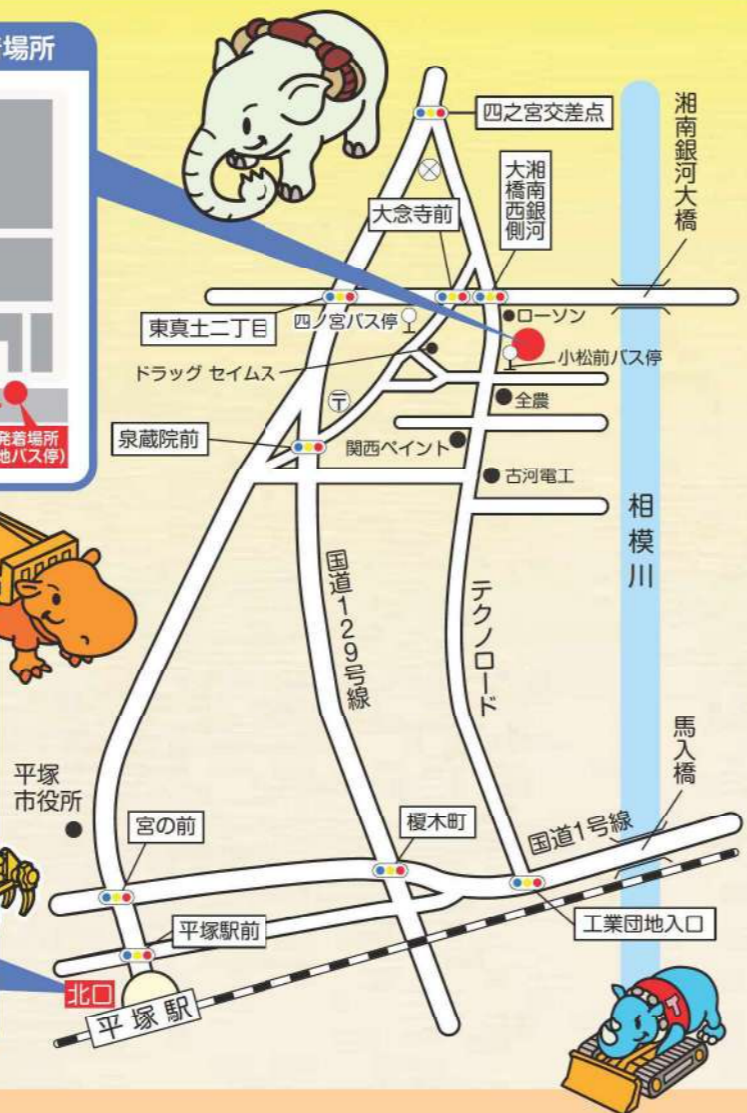 場所
発着場所
地バス停)
四之宮交差点
湘南銀河大橋
湘南銀河
大橋西側
大念寺前
東真土二丁目
四ノ宮バス停
ローソン
小松前バス停
ドラッグ セイムス
〒
全農
泉蔵院前
関西ペイント
古河電工
相模川
国道129号線
テクノロード
馬入橋
平塚
市役所
宮の前
榎木町
国道1号線
平塚駅前
工業団地入口
北口
平塚駅